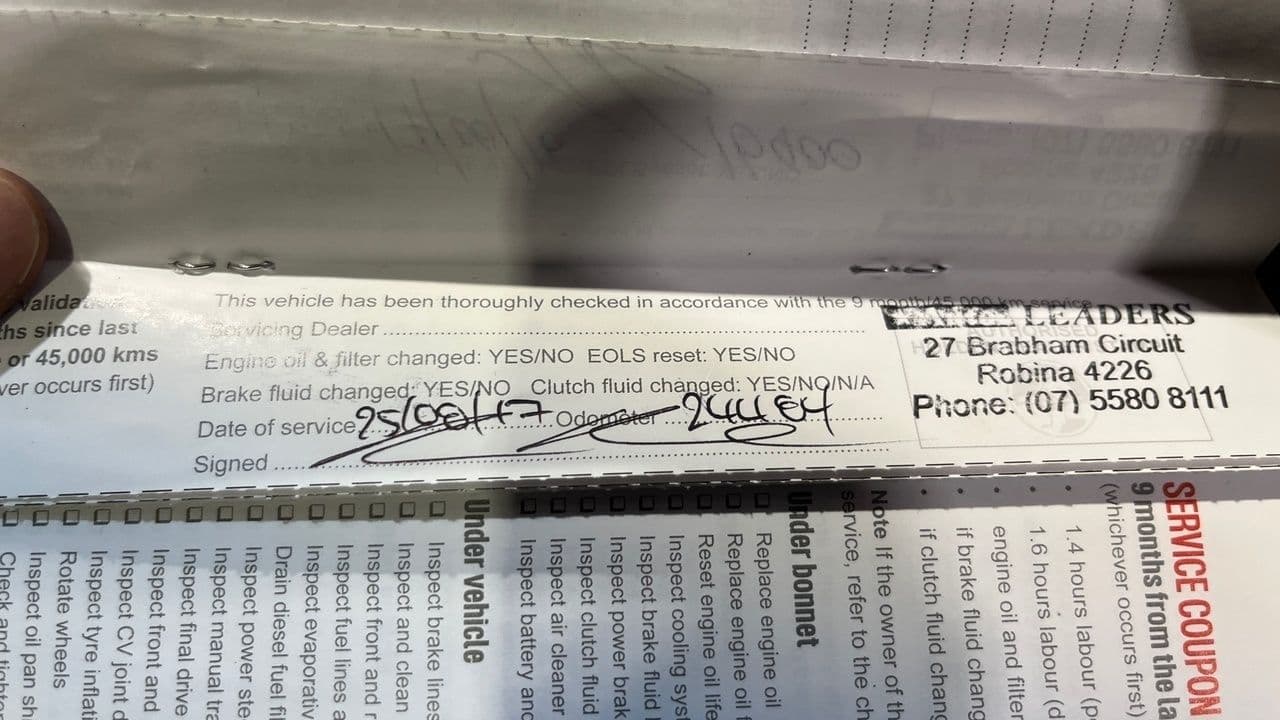 This vehicle has been thoroughly checked in accordance with the 9 month/45,000 km service
Servicing Dealer
LEADERS
27 Brabham Circuit
Robina 4226
Phone: (07) 5580 8111
Engine oil & filter changed: YES/NO EOLS reset: YES/NO
Brake fluid changed: YES/NO Clutch fluid changed: YES/NO/N/A
Date of service 25/08/17 Odometer
Signed
ths since last
or 45,000 kms
ver occurs first)
SERVICE COUPON
9 months from the la
(whichever occurs first)
• 1.4 hours labour (p
• 1.6 hours labour (d
• engine oil and filter
• if brake fluid chang
• if clutch fluid chang
Note If the owner of th
service, refer to the ch
Under bonnet
Replace engine oil
Replace engine oil f
Reset engine oil life
Inspect cooling syst
Inspect brake fluid l
Inspect power brak
Inspect clutch fluid
Inspect air cleaner
Inspect battery and
Under vehicle
Inspect brake lines
Inspect and clean
Inspect front and r
Inspect fuel lines a
Inspect evaporativ
Drain diesel fuel fi
Inspect power ste
Inspect manual tra
Inspect final drive
Inspect front and
Inspect CV joint d
Inspect tyre inflati
Rotate wheels
Inspect oil pan sh
Check and tighte